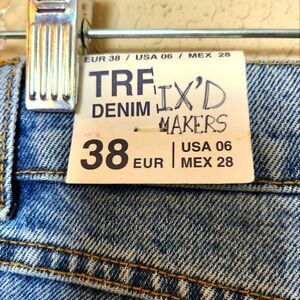 EUR 38 / USA 06 / MEX 28
TRF IX'D
DENIM MAKERS
38 EUR | USA 06
MEX 28